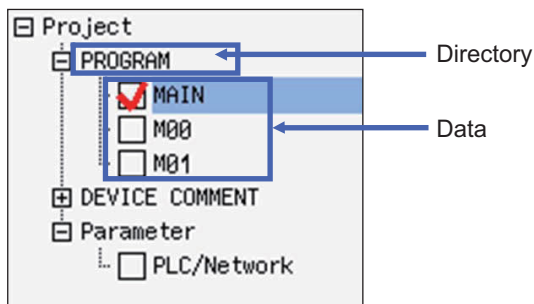 Project
PROGRAM
Directory
MAIN
M00
Data
M01
DEVICE COMMENT
Parameter
PLC/Network